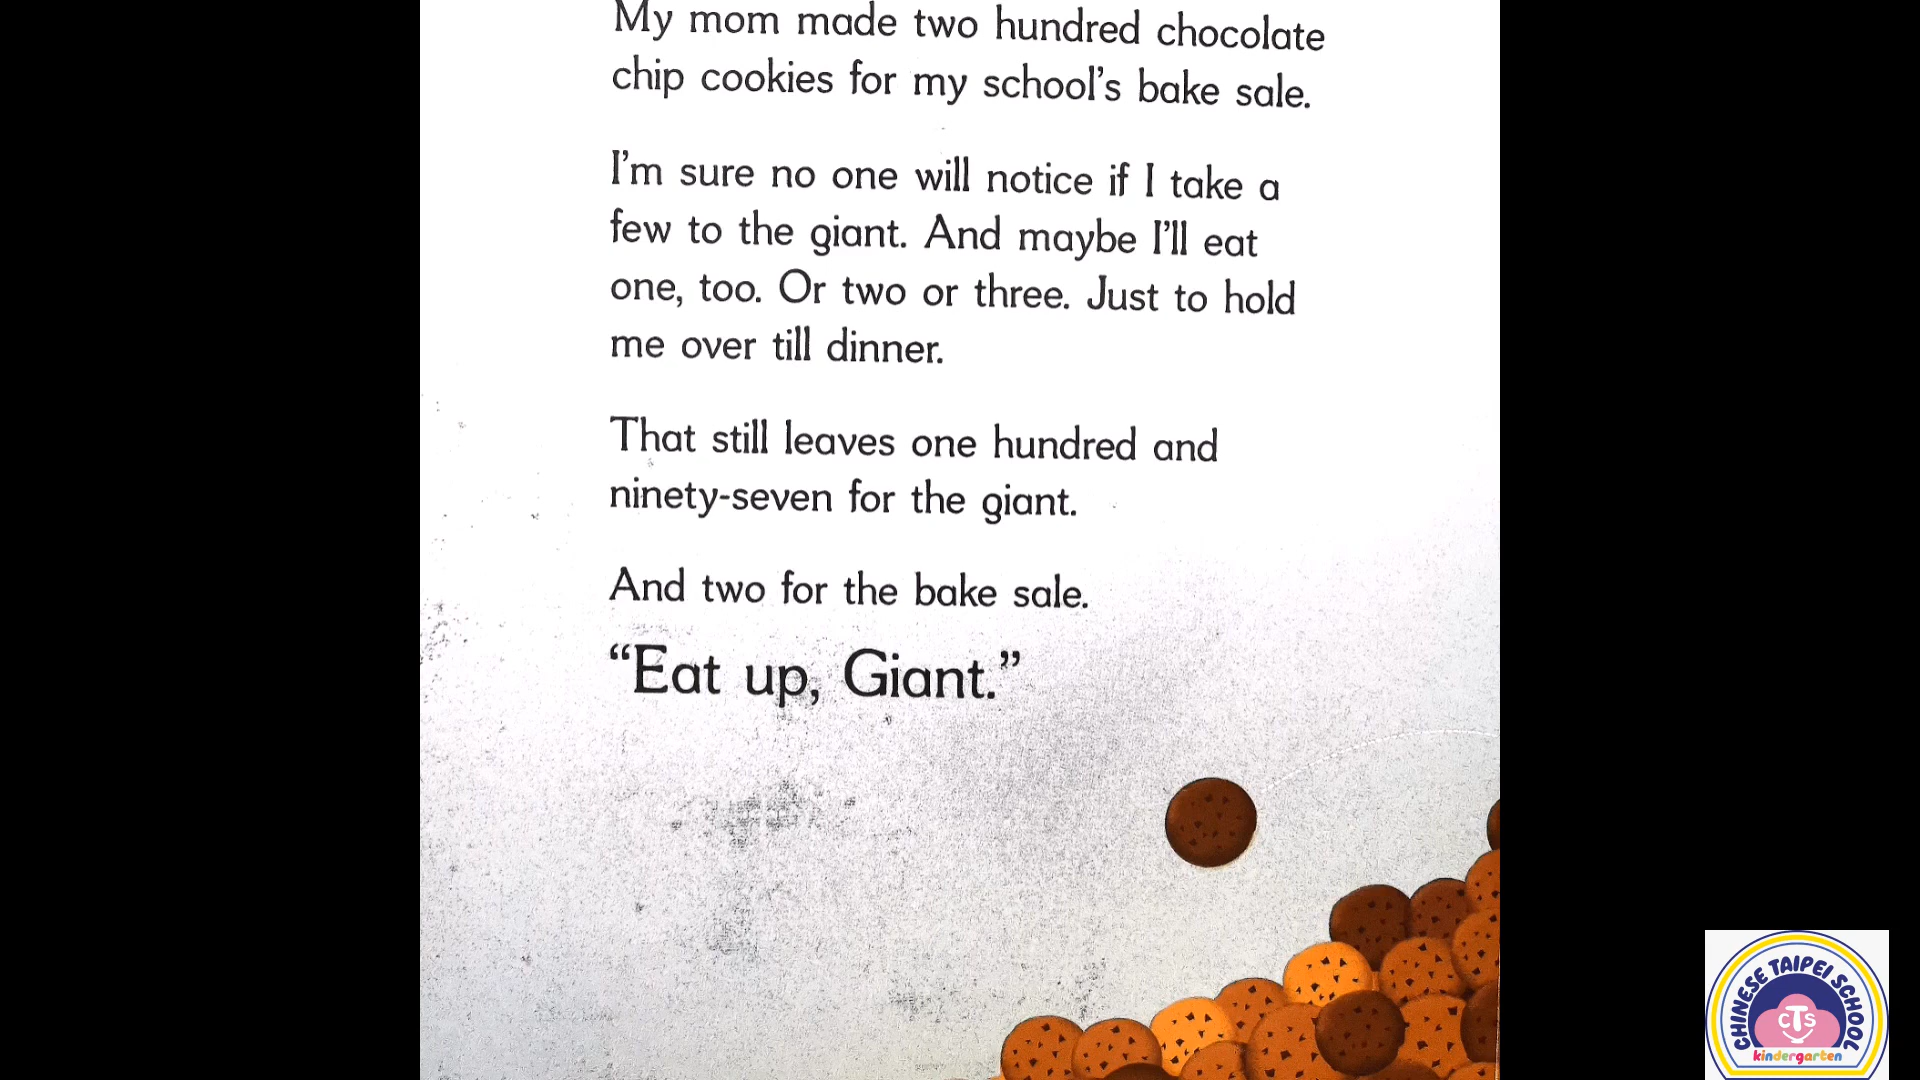 My mom made two hundred chocolate
chip cookies for my school's bake sale.
I'm sure no one will notice if I take a
few to the giant. And maybe I'll eat
one, too. Or two or three. Just to hold
me over till dinner.
That still leaves one hundred and
ninety-seven for the giant.
And two for the bake sale.
“Eat up, Giant.”
CHINESE TAIPEI SCHOOL
CTS
kindergarten